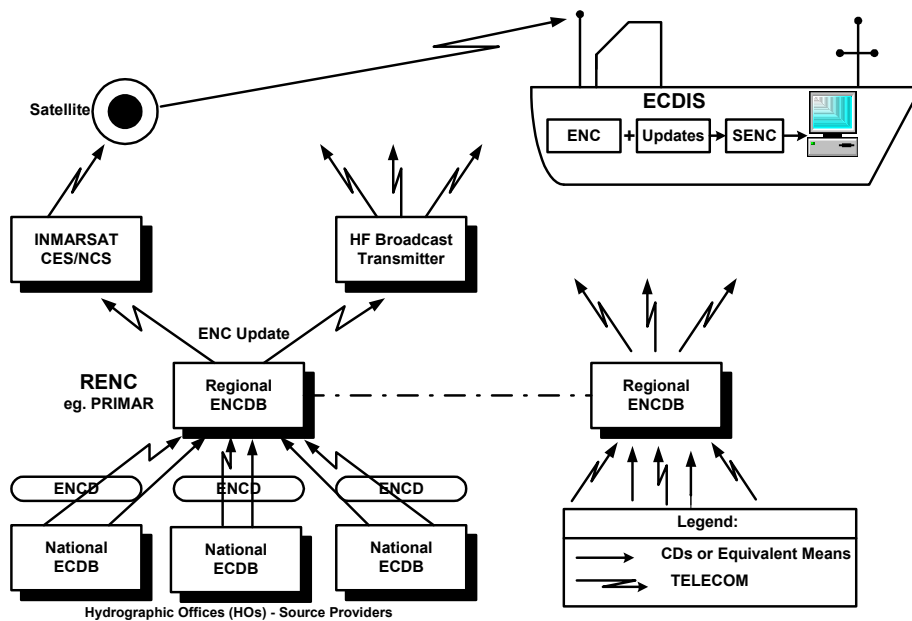 Satellite
ECDIS
ENC + Updates SENC
INMARSAT
CES/NCS
HF Broadcast
Transmitter
ENC Update
RENC
eg. PRIMAR
Regional
ENCDB
Regional
ENCDB
ENCD ENCD ENCD
National
ECDB
National
ECDB
National
ECDB
Hydrographic Offices (HOs) - Source Providers
Legend:
CDs or Equivalent Means
TELECOM